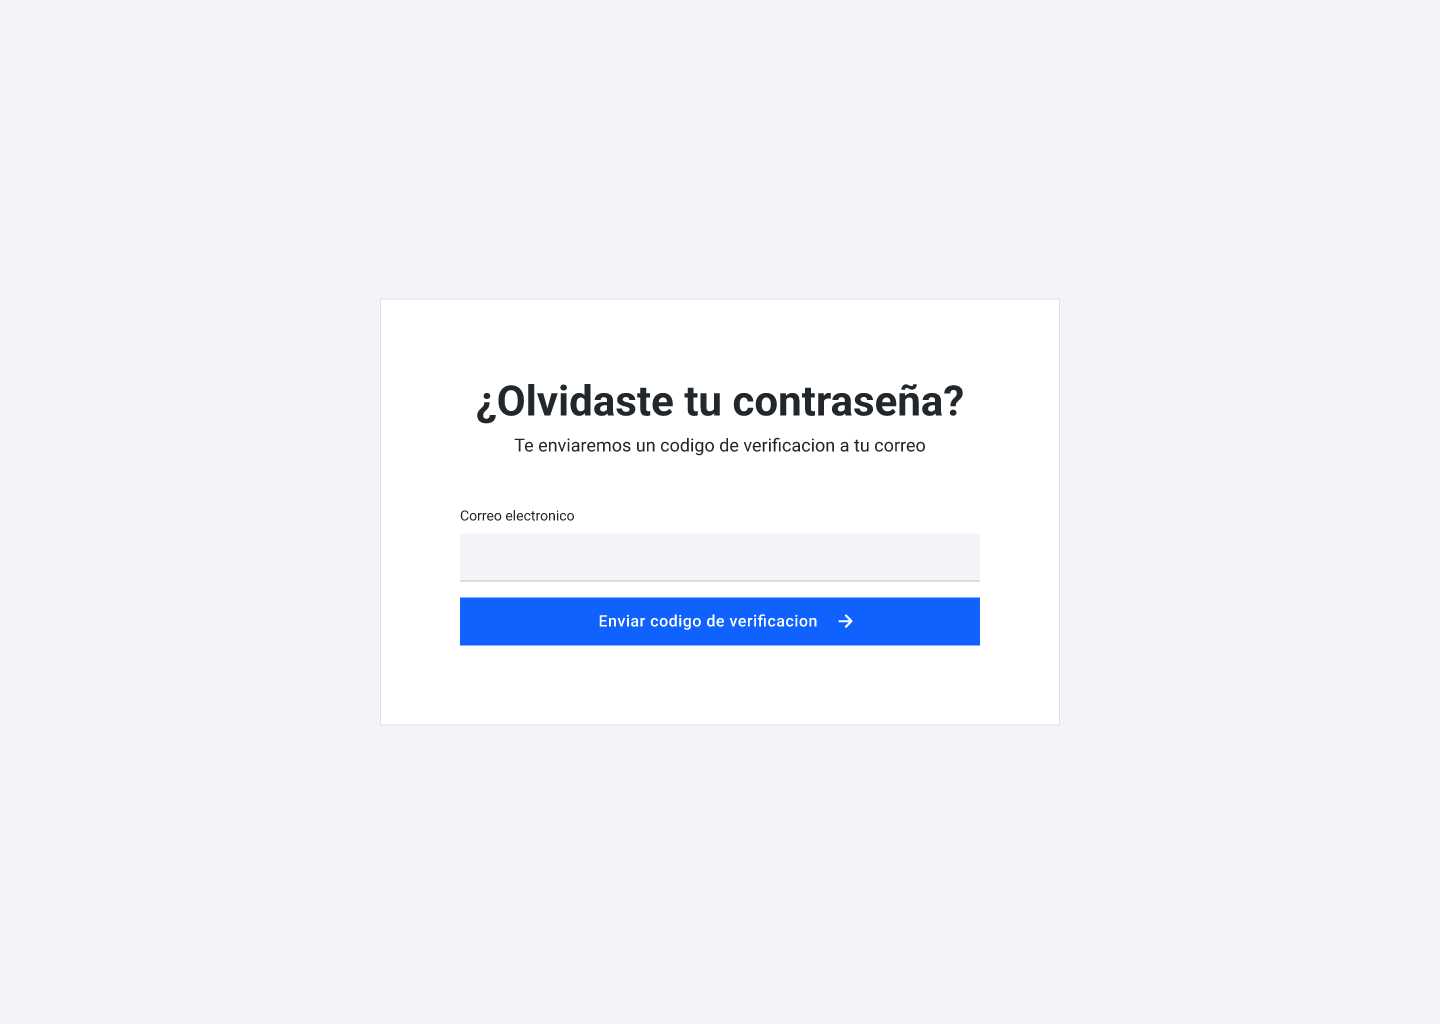 ¿Olvidaste tu contraseña?
Te enviaremos un codigo de verificacion a tu correo
Correo electronico
Enviar codigo de verificacion